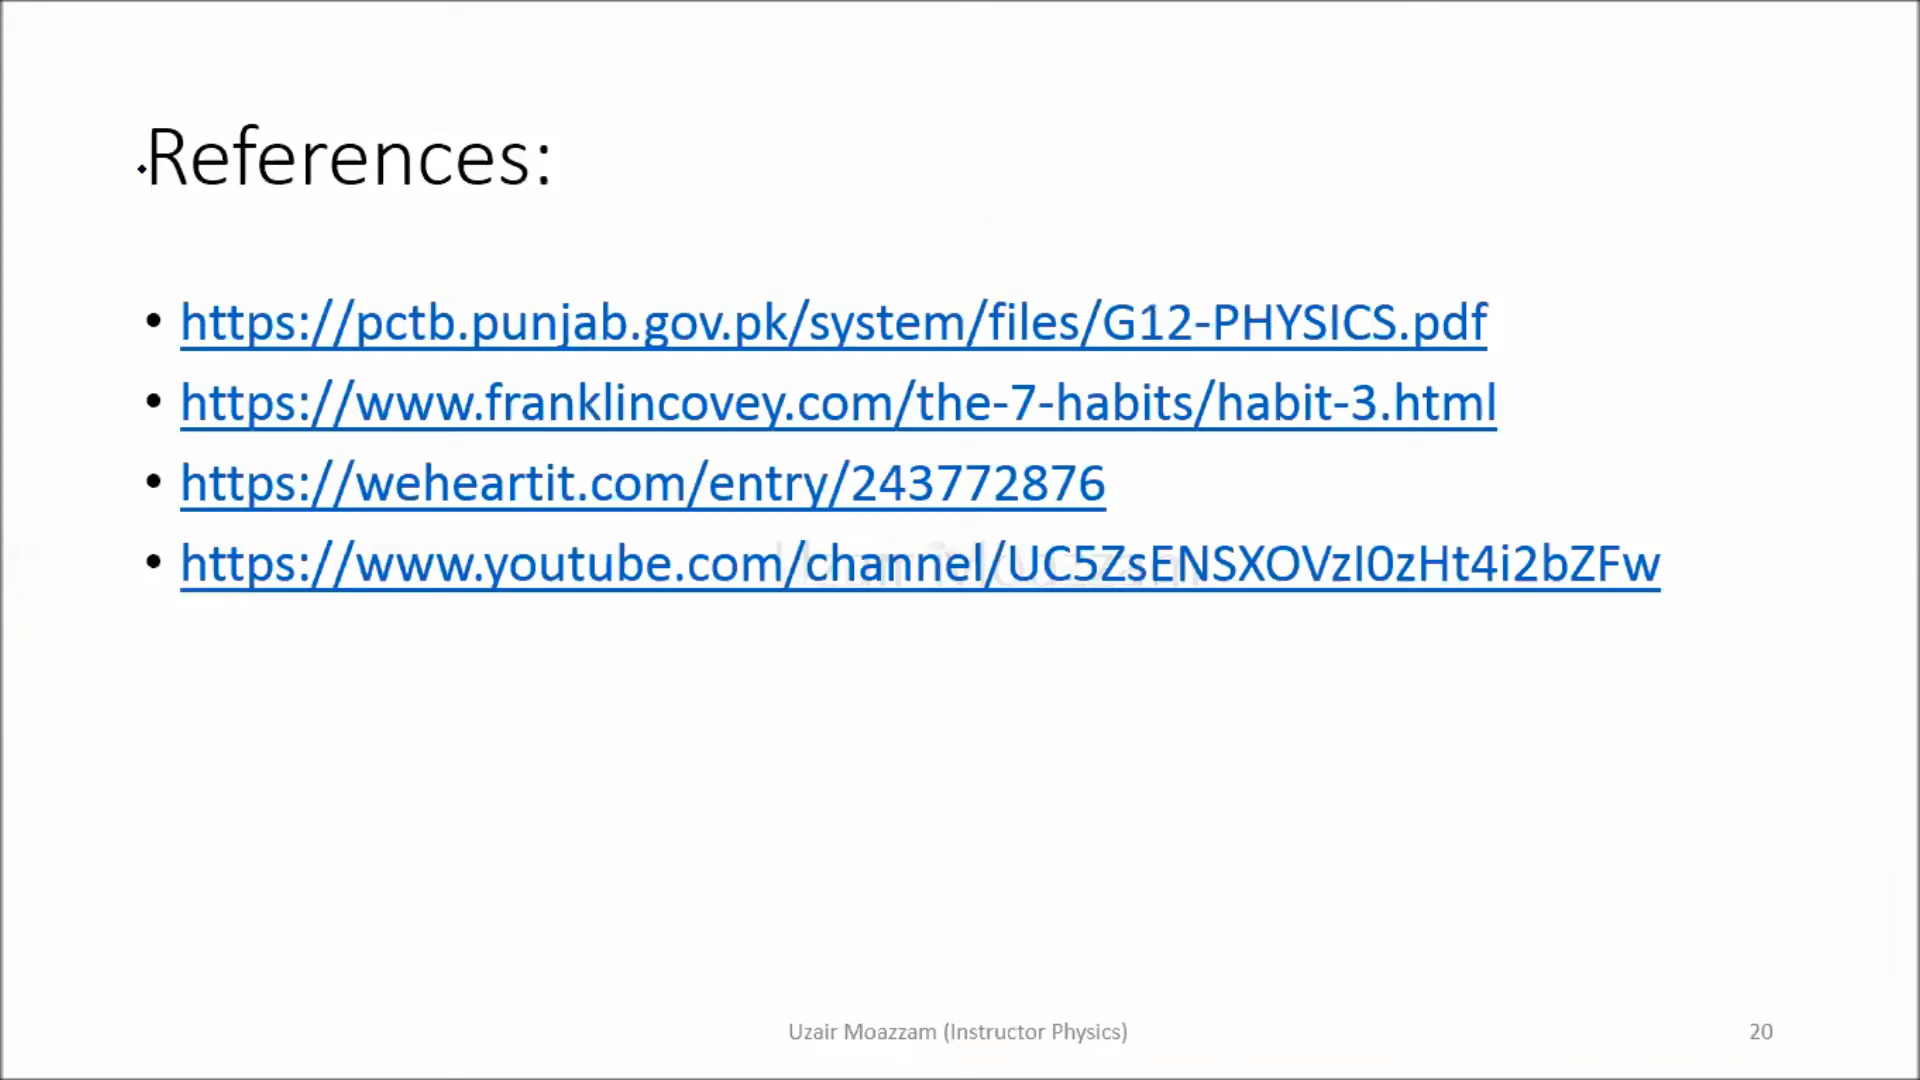 References:
• https://pctb.punjab.gov.pk/system/files/G12-PHYSICS.pdf
• https://www.franklincovey.com/the-7-habits/habit-3.html
• https://weheartit.com/entry/243772876
• https://www.youtube.com/channel/UC5ZsENSXOVzI0zHt4i2bZFw
Uzair Moazzam (Instructor Physics)
20